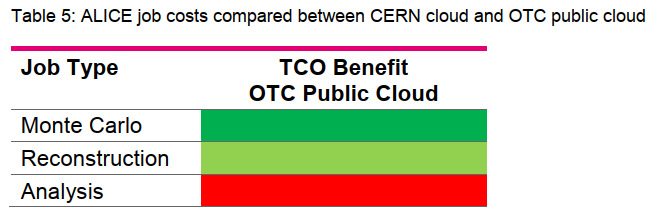 Table 5: ALICE job costs compared between CERN cloud and OTC public cloud
Job Type
TCO Benefit
OTC Public Cloud
Monte Carlo
Reconstruction
Analysis